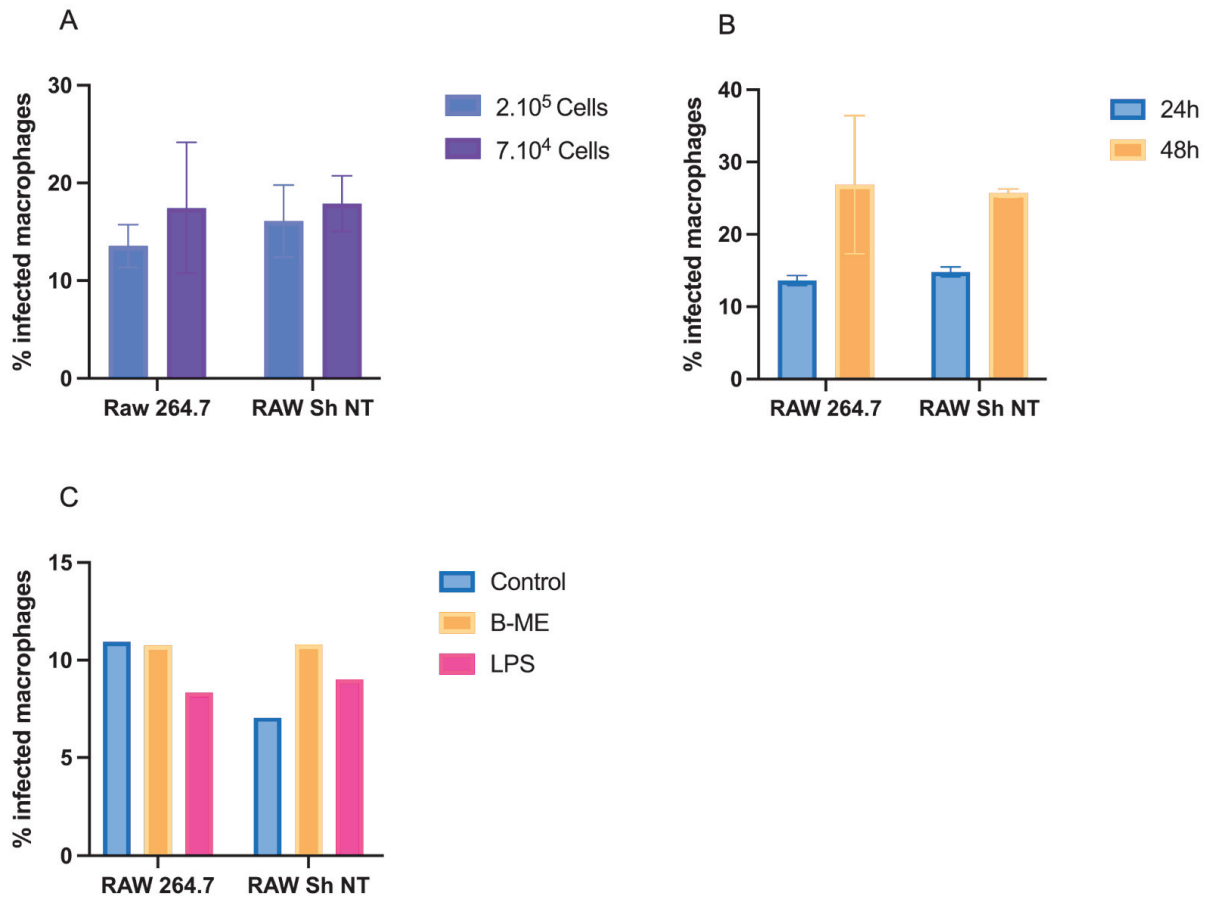 A
% infected macrophages
30
20
10
0
Raw 264.7 RAW Sh NT
2.10⁵ Cells
7.10⁴ Cells
B
% infected macrophages
40
30
20
10
0
RAW 264.7 RAW Sh NT
24h
48h
C
% infected macrophages
15
10
5
0
RAW 264.7 RAW Sh NT
Control
B-ME
LPS